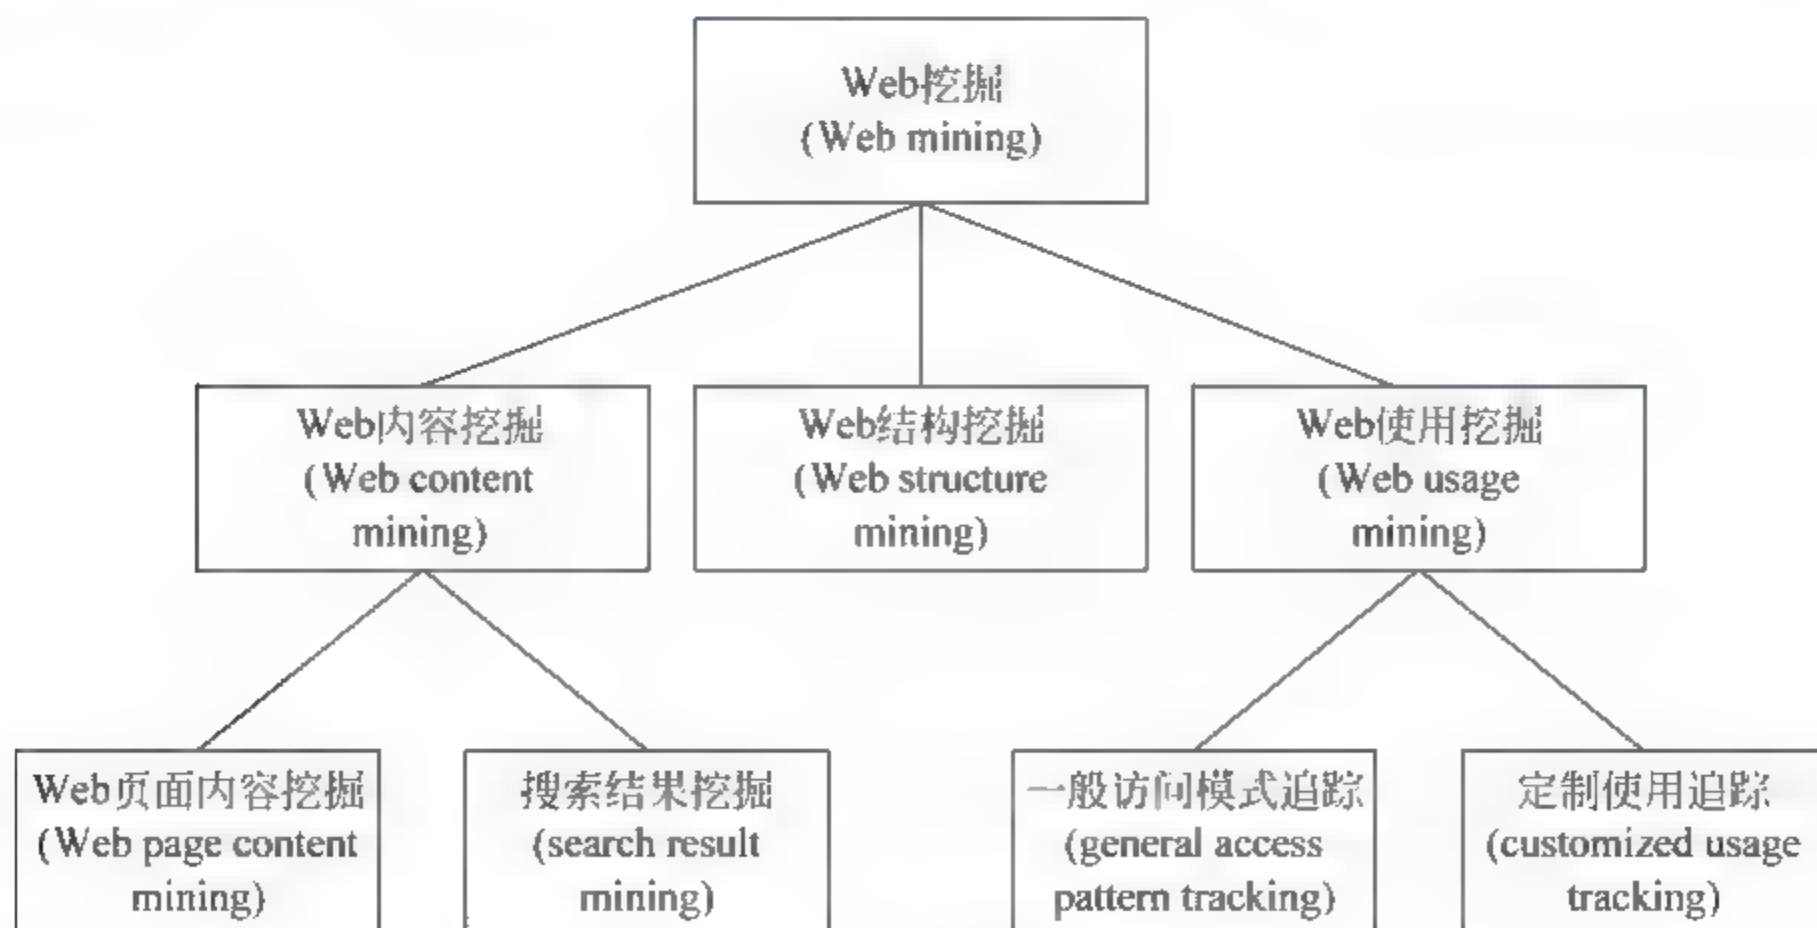 Web挖掘
(Web mining)
Web内容挖掘
(Web content
mining)
Web结构挖掘
(Web structure
mining)
Web使用挖掘
(Web usage
mining)
Web页面内容挖掘
(Web page content
mining)
搜索结果挖掘
(search result
mining)
一般访问模式追踪
(general access
pattern tracking)
定制使用追踪
(customized usage
tracking)